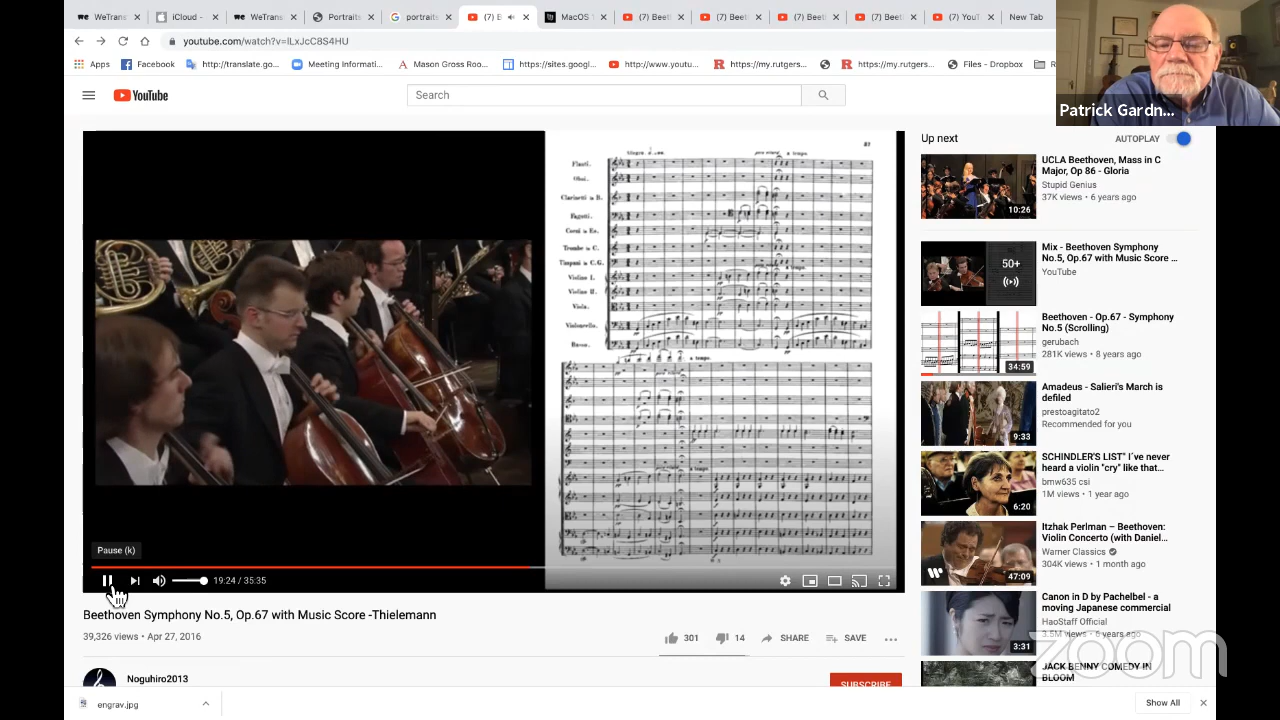 WeTrans
iCloud -
WeTrans
Portraits
portraits
(7) B
MacOS
(7) Beet
(7) Beet
(7) Beet
(7) Beet
(7) YouT
New Tab
youtube.com/watch?v=lLxJcC8S4HU
Apps
Facebook
http://translate.go...
Meeting Informati...
Mason Gross Roo...
https://sites.googl...
http://www.youtu...
https://my.rutgers...
https://my.rutgers...
Files - Dropbox
Patrick Gardn...
YouTube
Search
Flauti.
Oboi.
Clarinetti in B.
Fagotti.
Corni in Es.
Trombe in C.
Timpani in C.G.
Violino I.
Violino II.
Viola.
Violoncello.
Basso.
a tempo.
Pause (k)
19:24 / 35:35
Beethoven Symphony No.5, Op.67 with Music Score -Thielemann
39,326 views • Apr 27, 2016
301
14
SHARE
SAVE
Noguhiro2013
SUBSCRIBE
Up next
AUTOPLAY
UCLA Beethoven, Mass in C
Major, Op 86 - Gloria
Stupid Genius
37K views • 6 years ago
10:26
Mix - Beethoven Symphony
No.5, Op.67 with Music Score ...
YouTube
50+
Beethoven - Op.67 - Symphony
No.5 (Scrolling)
gerubach
281K views • 8 years ago
34:59
Amadeus - Salieri's March is
defiled
prestoagitato2
Recommended for you
9:33
SCHINDLER'S LIST" I´ve never
heard a violin "cry" like that...
bmw635 csi
1M views • 1 year ago
6:20
Itzhak Perlman – Beethoven:
Violin Concerto (with Daniel...
Warner Classics
304K views • 1 month ago
47:09
Canon in D by Pachelbel - a
moving Japanese commercial
HaoStaff Official
3.5M views • 6 years ago
3:31
JACK BENNY COMEDY IN
BLOOM
zoom
engrav.jpg
Show All